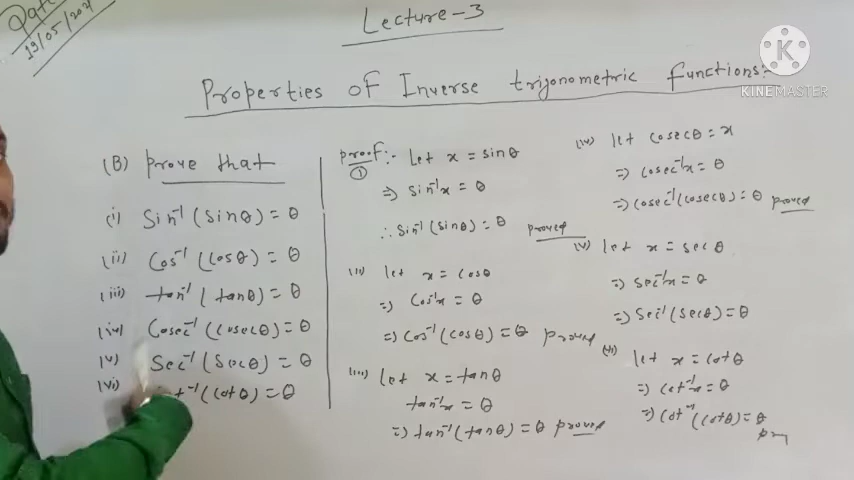 Date
19/05/2021
Lecture-3
Properties of Inverse trigonometric functions:-
K
KINEMASTER
(B) Prove that
(i) Sin⁻¹(sinθ) = θ
(ii) Cos⁻¹(cosθ) = θ
(iii) tan⁻¹(tanθ) = θ
(iv) Cosec⁻¹(cosecθ) = θ
(v) Sec⁻¹(secθ) = θ
(vi) t⁻¹(cotθ) = θ
proof:- Let x = sinθ
(i) ⇒ sin⁻¹x = θ
∴ sin⁻¹(sinθ) = θ proved
(ii) let x = cosθ
⇒ Cos⁻¹x = θ
⇒ Cos⁻¹(cosθ) = θ proved
(iii) let x = tanθ
tan⁻¹x = θ
⇒ tan⁻¹(tanθ) = θ proved
(iv) let cosecθ = x
⇒ cosec⁻¹x = θ
⇒ cosec⁻¹(cosecθ) = θ proved
(v) let x = secθ
⇒ sec⁻¹x = θ
⇒ sec⁻¹(secθ) = θ
(vi) let x = cotθ
⇒ cot⁻¹x = θ
⇒ cot⁻¹(cotθ) = θ